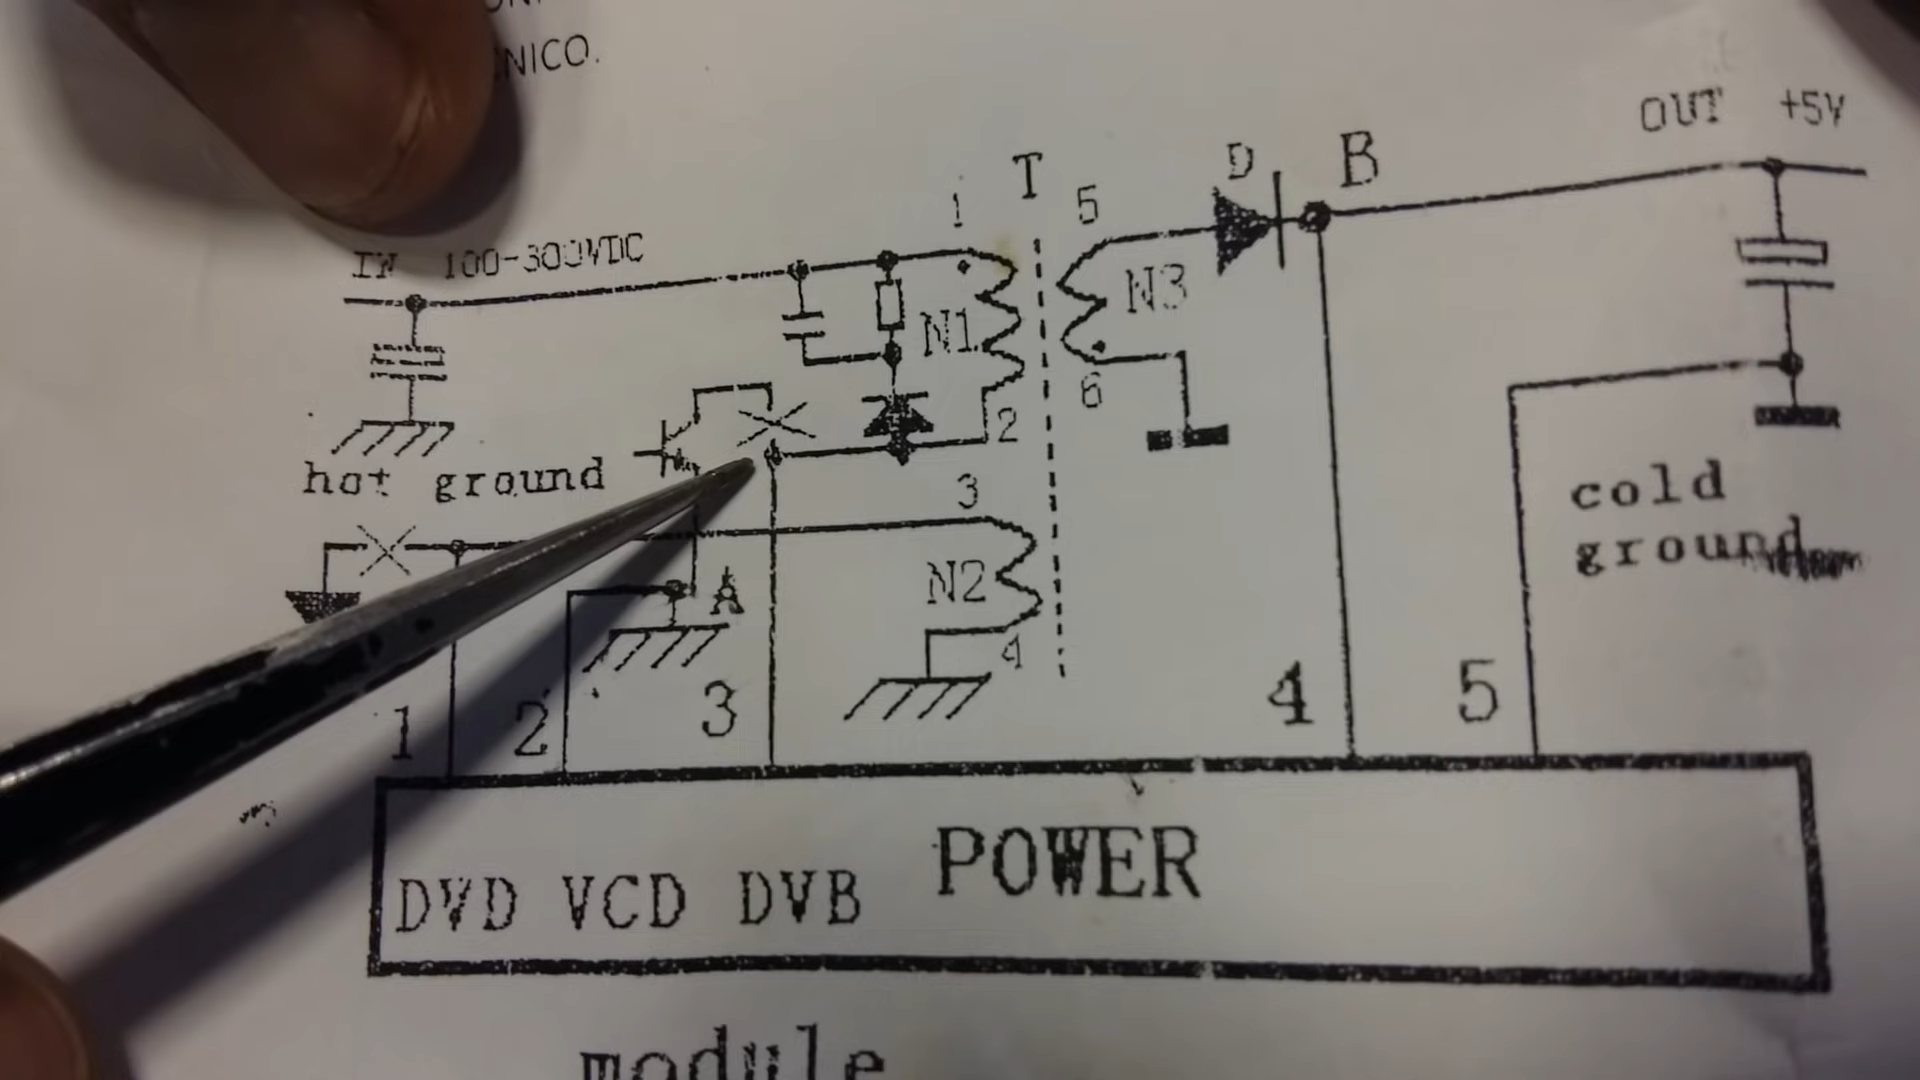 NICO.
OUT +5V
IN 100-300VDC
T
D
B
1
5
N1
N3
2
6
hot ground
3
cold
ground
N2
A
4
1
2
3
4
5
POWER
DVD VCD DVB
module